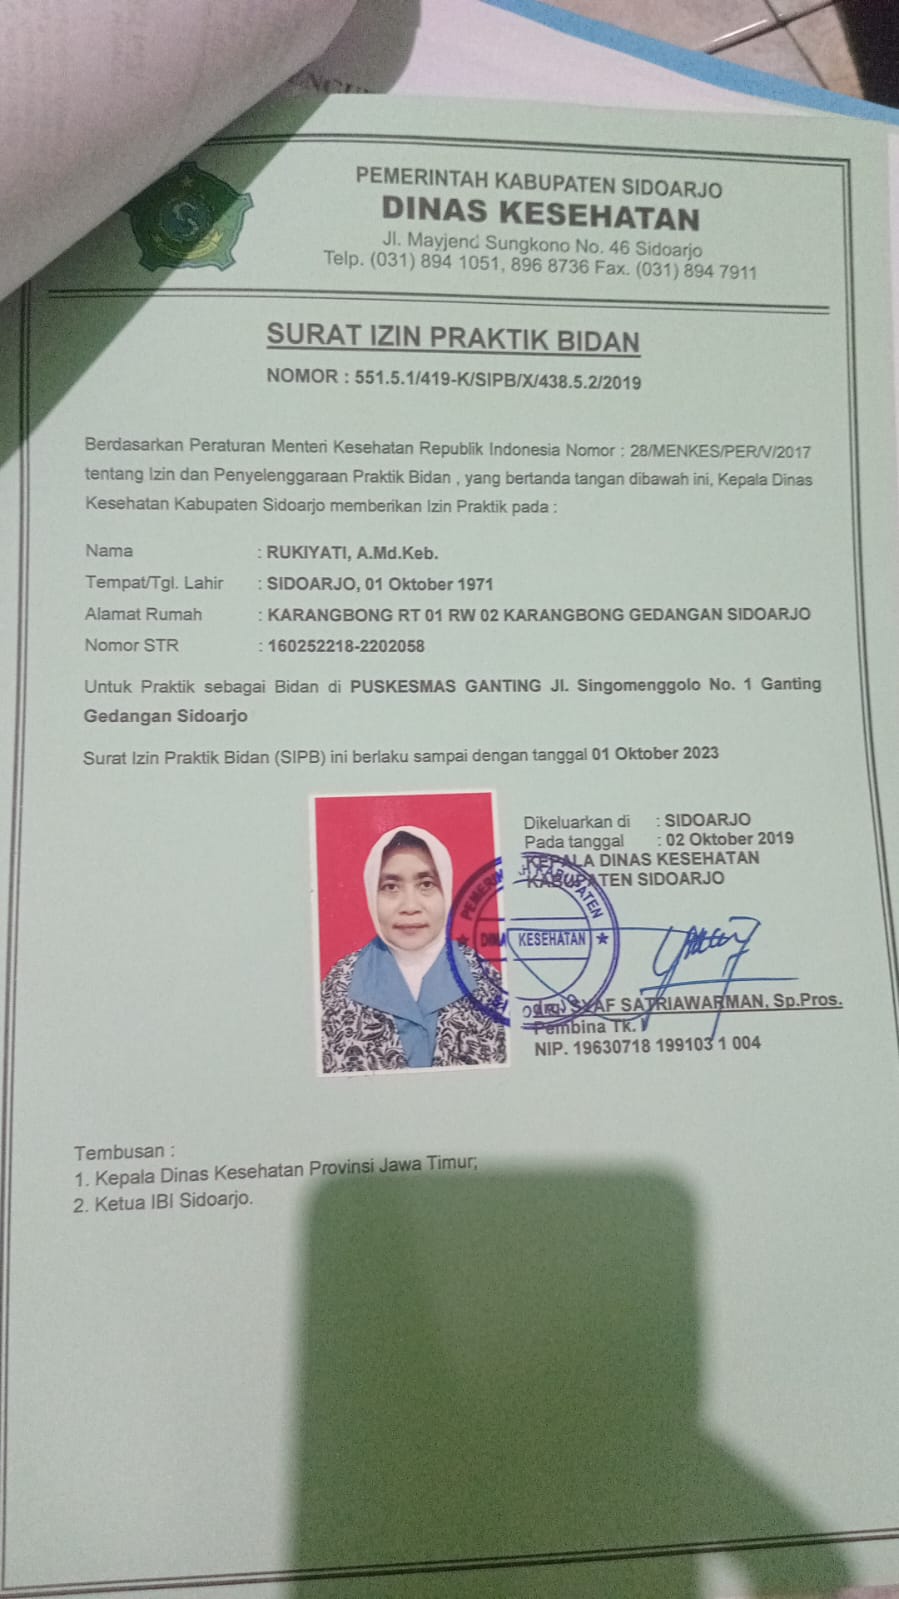 PEMERINTAH KABUPATEN SIDOARJO
DINAS KESEHATAN
Jl. Mayjend Sungkono No. 46 Sidoarjo
Telp. (031) 894 1051, 896 8736 Fax. (031) 894 7911
SURAT IZIN PRAKTIK BIDAN
NOMOR : 551.5.1/419-K/SIPB/X/438.5.2/2019
Berdasarkan Peraturan Menteri Kesehatan Republik Indonesia Nomor : 28/MENKES/PER/V/2017
tentang Izin dan Penyelenggaraan Praktik Bidan , yang bertanda tangan dibawah ini, Kepala Dinas
Kesehatan Kabupaten Sidoarjo memberikan Izin Praktik pada :
Nama : RUKIYATI, A.Md.Keb.
Tempat/Tgl. Lahir : SIDOARJO, 01 Oktober 1971
Alamat Rumah : KARANGBONG RT 01 RW 02 KARANGBONG GEDANGAN SIDOARJO
Nomor STR : 160252218-2202058
Untuk Praktik sebagai Bidan di PUSKESMAS GANTING Jl. Singomenggolo No. 1 Ganting
Gedangan Sidoarjo
Surat Izin Praktik Bidan (SIPB) ini berlaku sampai dengan tanggal 01 Oktober 2023
Dikeluarkan di : SIDOARJO
Pada tanggal : 02 Oktober 2019
KEPALA DINAS KESEHATAN
KABUPATEN SIDOARJO
KABUPATEN
KESEHATAN
SATRIAWARMAN, Sp.Pros.
Pembina Tk. I
NIP. 19630718 199103 1 004
Tembusan :
1. Kepala Dinas Kesehatan Provinsi Jawa Timur;
2. Ketua IBI Sidoarjo.